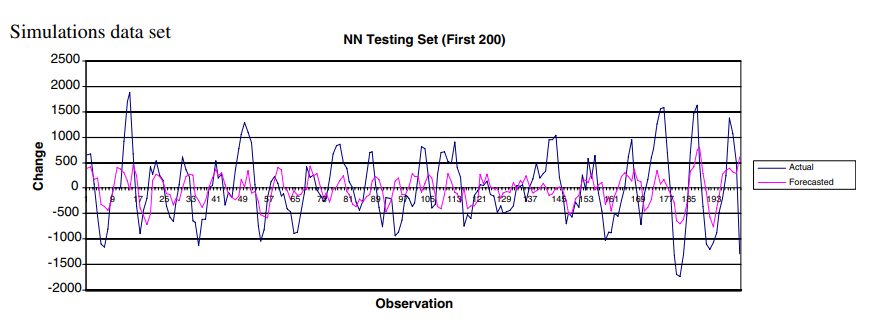 Simulations data set
NN Testing Set (First 200)
2500
2000
1500
1000
500
0
-500
-1000
-1500
-2000
Change
9 17 25 33 41 49 57 65 73 81 89 97 105 113 121 129 137 145 153 161 169 177 185 193
Observation
Actual
Forecasted